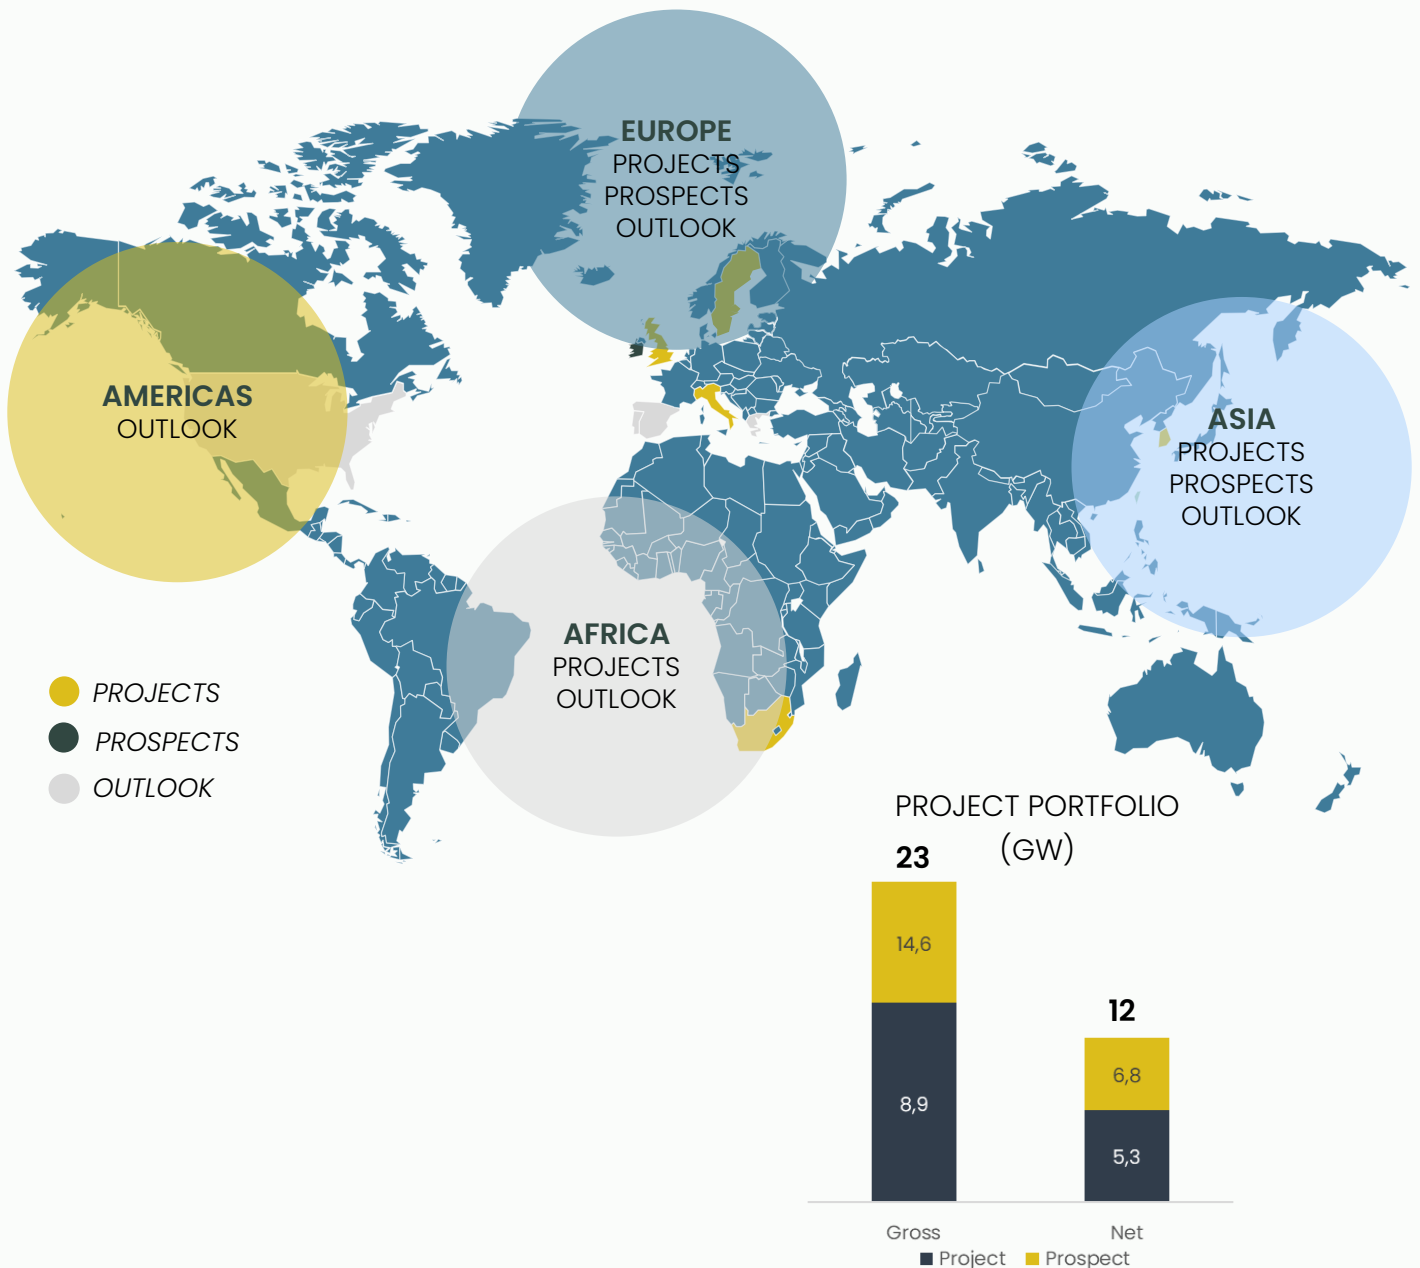 EUROPE
PROJECTS
PROSPECTS
OUTLOOK
AMERICAS
OUTLOOK
ASIA
PROJECTS
PROSPECTS
OUTLOOK
AFRICA
PROJECTS
OUTLOOK
PROJECTS
PROSPECTS
OUTLOOK
PROJECT PORTFOLIO
(GW)
23
14,6
8,9
12
6,8
5,3
Gross
Net
Project
Prospect